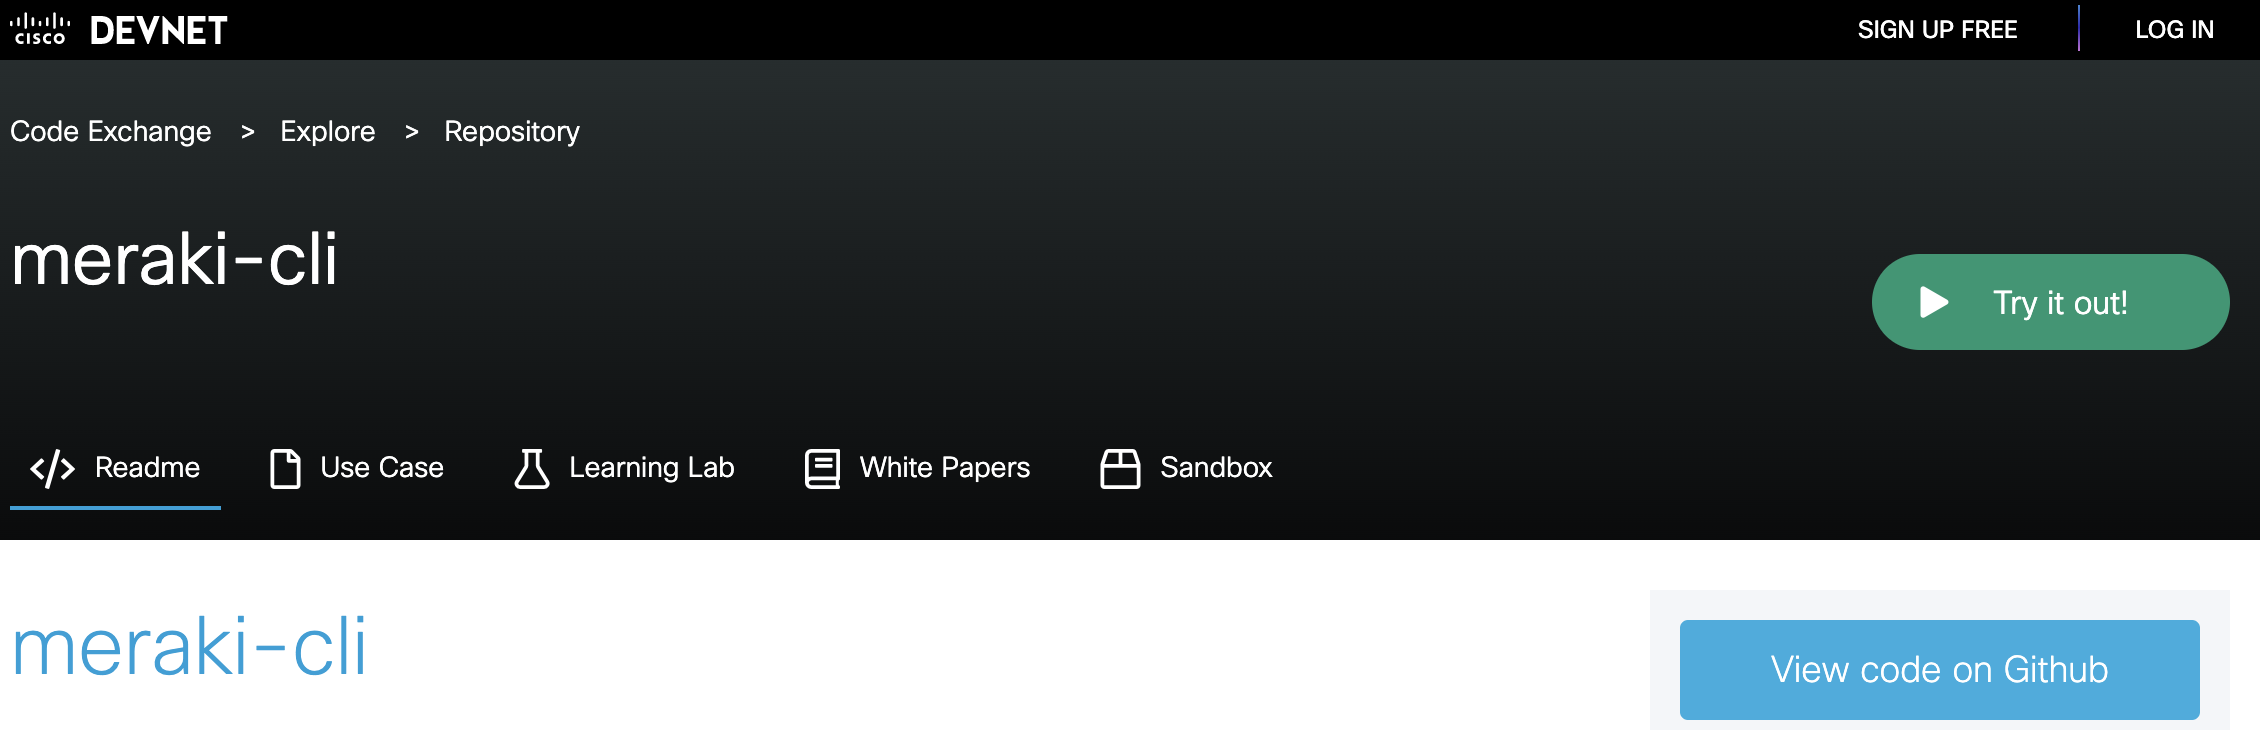 cisco DEVNET SIGN UP FREE LOG IN
Code Exchange > Explore > Repository
meraki-cli
Try it out!
Readme Use Case Learning Lab White Papers Sandbox
meraki-cli
View code on Github